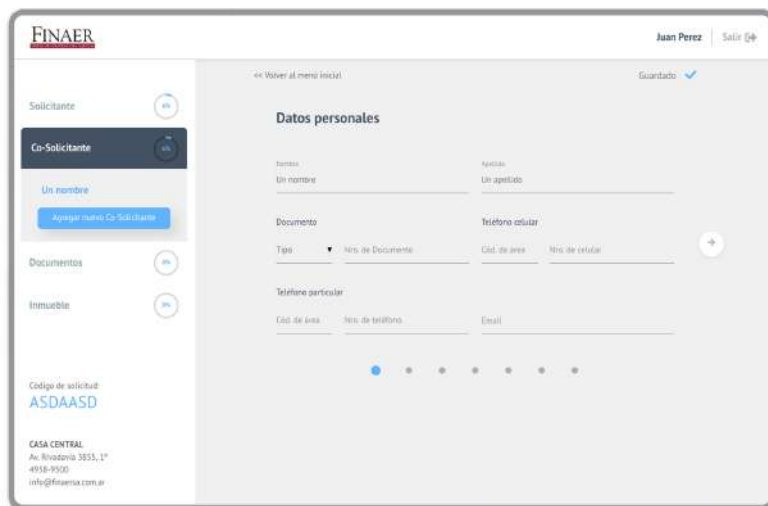 FINAER
Juan Perez
Salir
<< Volver al menú inicial
Guardado
Solicitante
Co-Solicitante
Un nombre
Agregar nuevo Co-Solicitante
Documentos
Inmueble
Código de solicitud:
ASDAASD
CASA CENTRAL
Av. Rivadavia 3855, 1º
4958-9500
info@finaersa.com.ar
Datos personales
Nombre
Un nombre
Apellido
Un apellido
Documento
Tipo
Nro. de Documento
Teléfono celular
Cód. de área
Nro. de celular
Teléfono particular
Cód. de área
Nro. de teléfono
Email